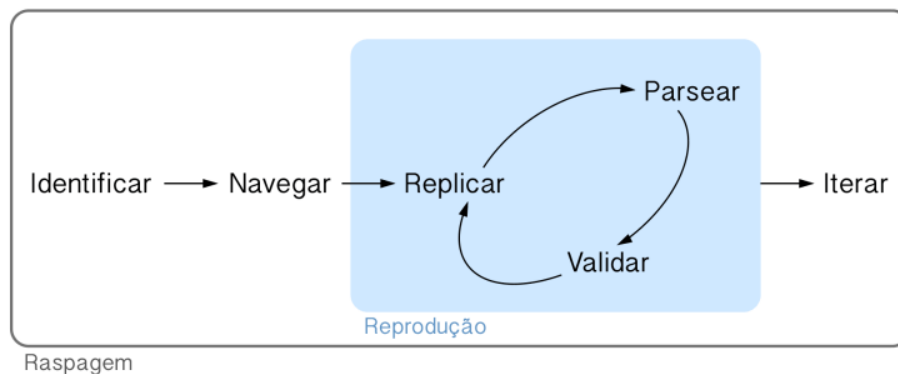 Parsear
Identificar
Navegar
Replicar
Iterar
Validar
Reprodução
Raspagem